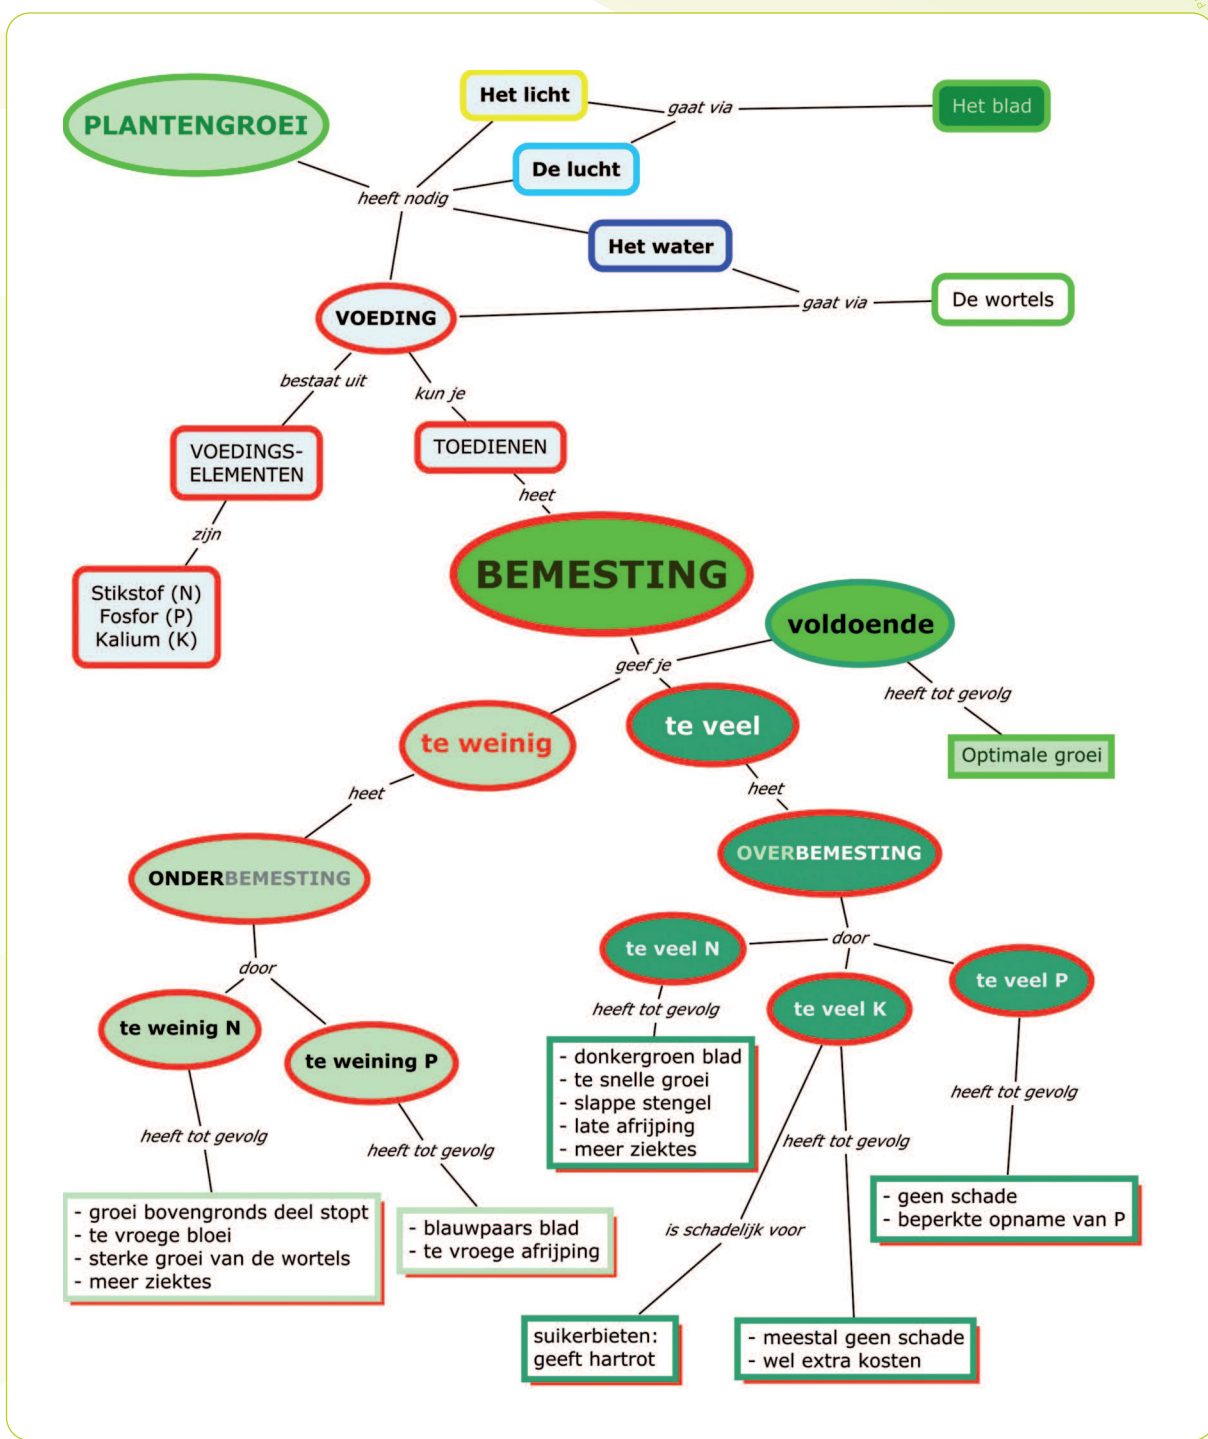 PLANTENGROEI
heeft nodig
Het licht
De lucht
gaat via
Het blad
Het water
VOEDING
gaat via
De wortels
bestaat uit
VOEDINGS-
ELEMENTEN
zijn
Stikstof (N)
Fosfor (P)
Kalium (K)
kun je
TOEDIENEN
heet
BEMESTING
geef je
voldoende
heeft tot gevolg
Optimale groei
te weinig
heet
ONDERBEMESTING
door
te weinig N
heeft tot gevolg
- groei bovengronds deel stopt
- te vroege bloei
- sterke groei van de wortels
- meer ziektes
te weining P
heeft tot gevolg
- blauwpaars blad
- te vroege afrijping
te veel
heet
OVERBEMESTING
door
te veel N
heeft tot gevolg
- donkergroen blad
- te snelle groei
- slappe stengel
- late afrijping
- meer ziektes
te veel K
is schadelijk voor
suikerbieten:
geeft hartrot
heeft tot gevolg
- meestal geen schade
- wel extra kosten
te veel P
heeft tot gevolg
- geen schade
- beperkte opname van P